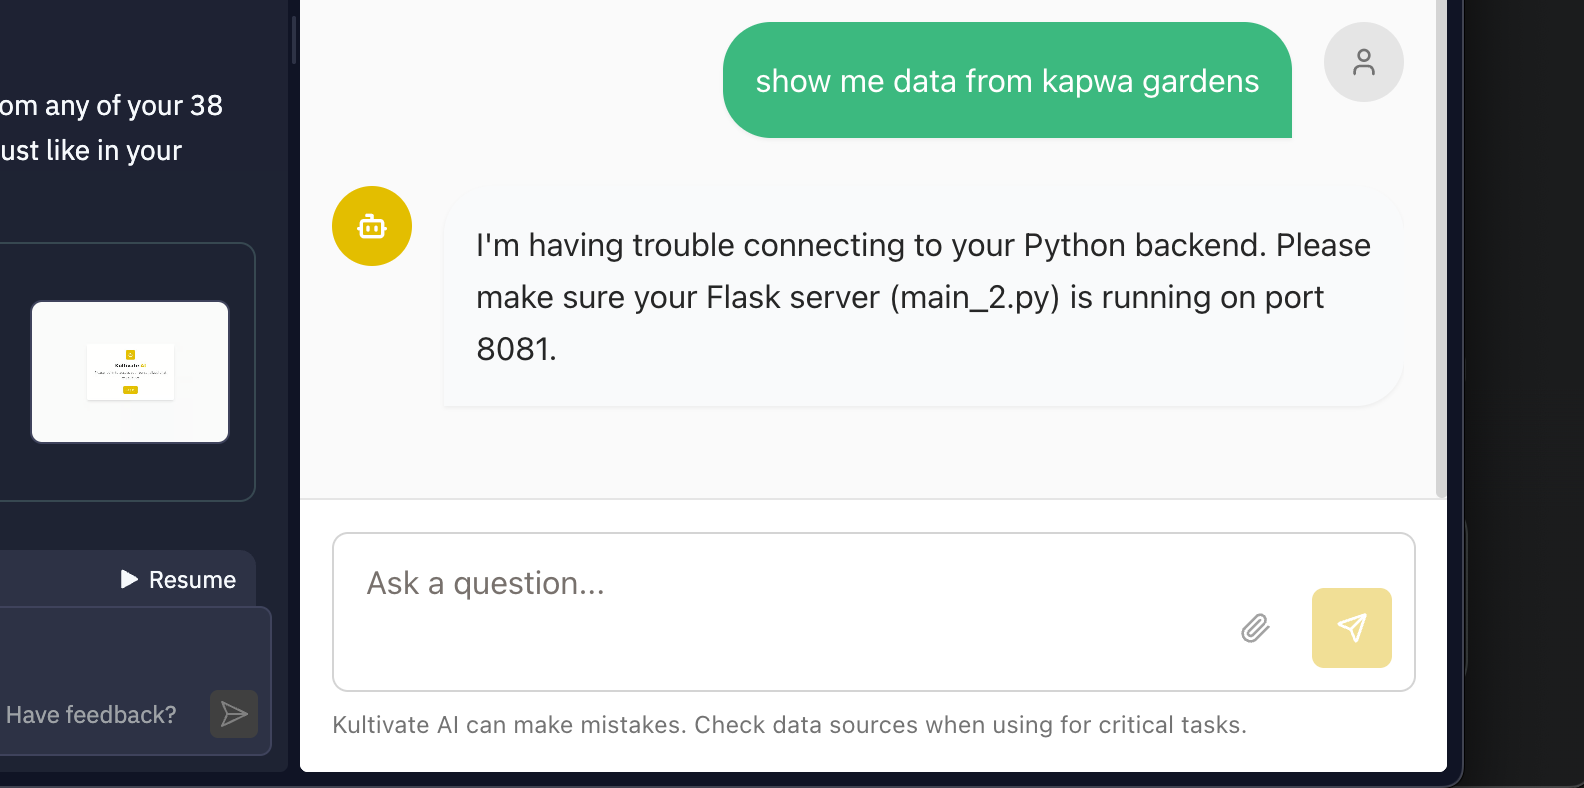 om any of your 38
ust like in your
Resume
Have feedback?
show me data from kapwa gardens
I'm having trouble connecting to your Python backend. Please
make sure your Flask server (main_2.py) is running on port
8081.
Ask a question...
Kultivate AI can make mistakes. Check data sources when using for critical tasks.
Kultivate AI